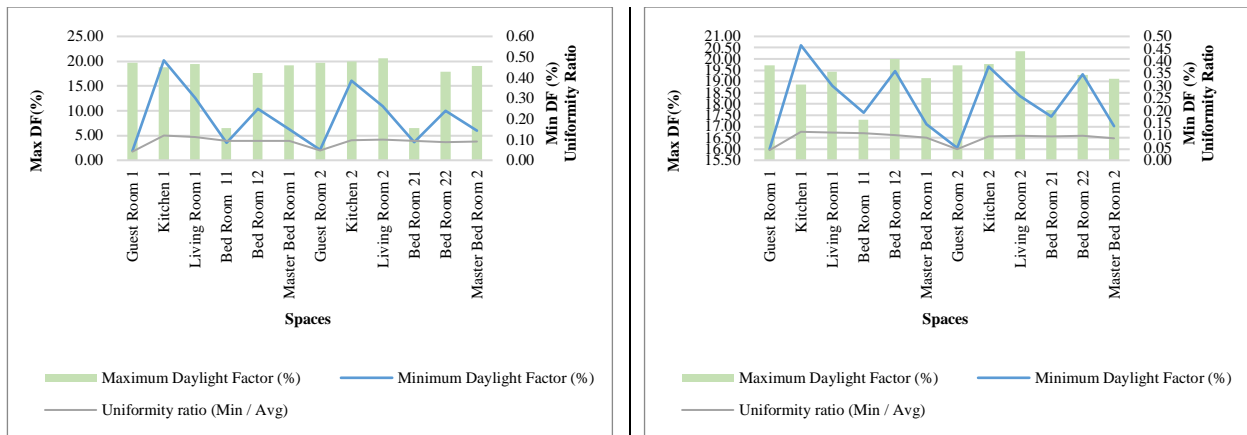 25.00
20.00
15.00
10.00
5.00
0.00
Max DF(%)
0.60
0.50
0.40
0.30
0.20
0.10
0.00
Min DF (%)
Uniformity Ratio
Guest Room 1
Kitchen 1
Living Room 1
Bed Room 11
Bed Room 12
Master Bed Room 1
Guest Room 2
Kitchen 2
Living Room 2
Bed Room 21
Bed Room 22
Master Bed Room 2
Spaces
Maximum Daylight Factor (%)
Minimum Daylight Factor (%)
Uniformity ratio (Min / Avg)
21.00
20.50
20.00
19.50
19.00
18.50
18.00
17.50
17.00
16.50
16.00
15.50
Max DF(%)
0.50
0.45
0.40
0.35
0.30
0.25
0.20
0.15
0.10
0.05
0.00
Min DF (%)
Uniformity Ratio
Guest Room 1
Kitchen 1
Living Room 1
Bed Room 11
Bed Room 12
Master Bed Room 1
Guest Room 2
Kitchen 2
Living Room 2
Bed Room 21
Bed Room 22
Master Bed Room 2
Spaces
Maximum Daylight Factor (%)
Minimum Daylight Factor (%)
Uniformity ratio (Min / Avg)